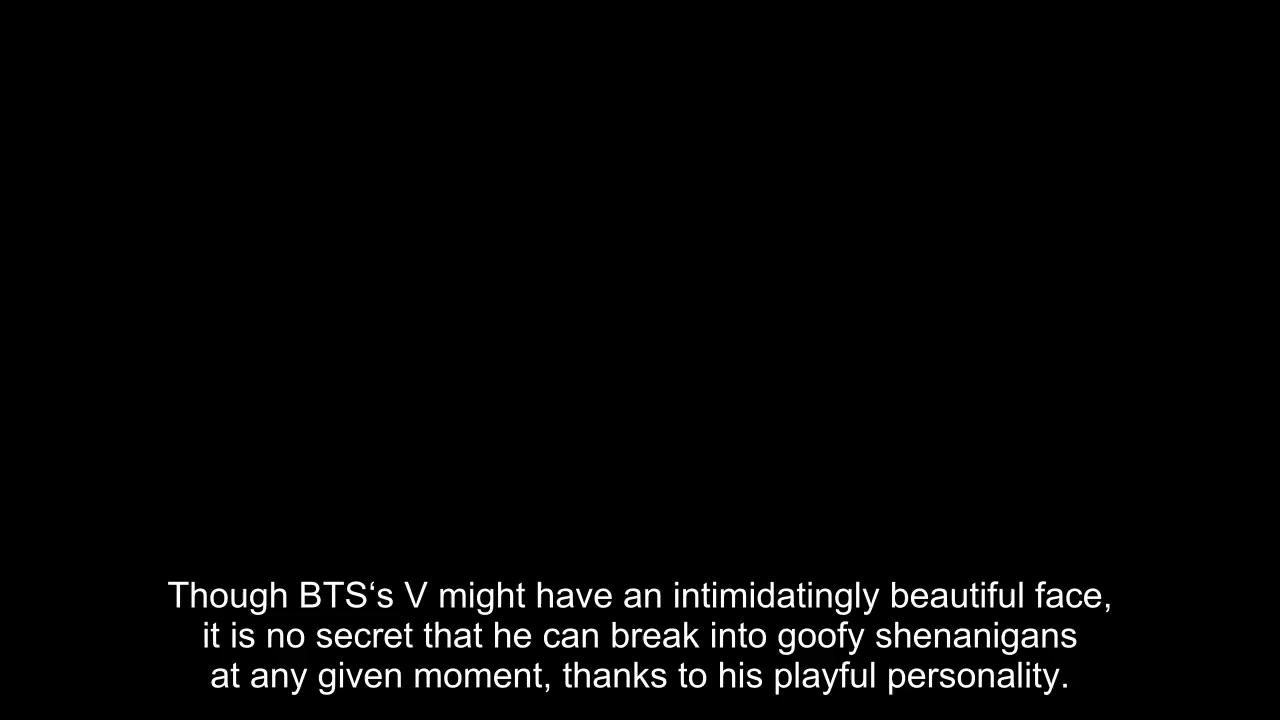 Though BTS‘s V might have an intimidatingly beautiful face,
it is no secret that he can break into goofy shenanigans
at any given moment, thanks to his playful personality.